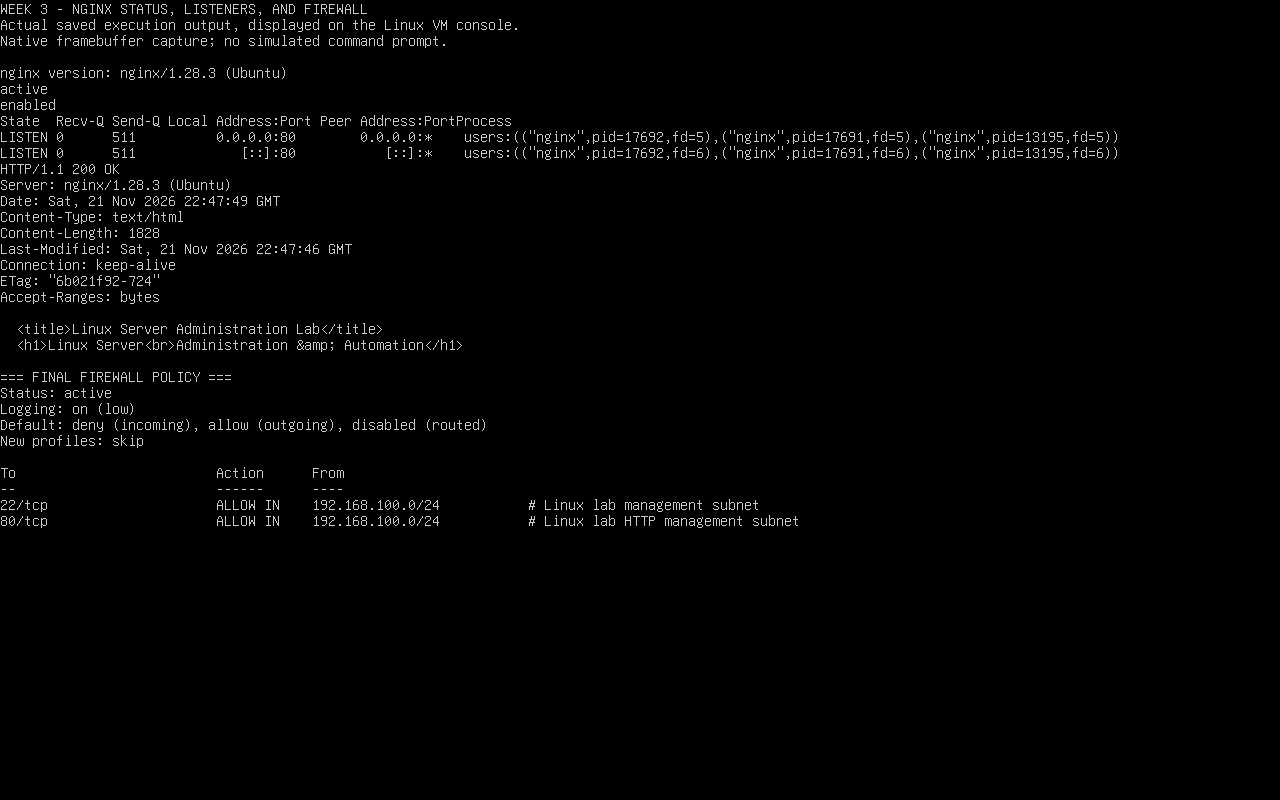 WEEK 3 - NGINX STATUS, LISTENERS, AND FIREWALL
Actual saved execution output, displayed on the Linux VM console.
Native framebuffer capture; no simulated command prompt.
nginx version: nginx/1.28.3 (Ubuntu)
active
enabled
State  Recv-Q Send-Q Local Address:Port Peer Address:PortProcess
LISTEN 0      511          0.0.0.0:80        0.0.0.0:*    users:(("nginx",pid=17692,fd=5),("nginx",pid=17691,fd=5),("nginx",pid=13195,fd=5))
LISTEN 0      511             [::]:80           [::]:*    users:(("nginx",pid=17692,fd=6),("nginx",pid=17691,fd=6),("nginx",pid=13195,fd=6))
HTTP/1.1 200 OK
Server: nginx/1.28.3 (Ubuntu)
Date: Sat, 21 Nov 2026 22:47:49 GMT
Content-Type: text/html
Content-Length: 1828
Last-Modified: Sat, 21 Nov 2026 22:47:46 GMT
Connection: keep-alive
ETag: "6b021f92-724"
Accept-Ranges: bytes
  <title>Linux Server Administration Lab</title>
  <h1>Linux Server<br>Administration &amp; Automation</h1>
=== FINAL FIREWALL POLICY ===
Status: active
Logging: on (low)
Default: deny (incoming), allow (outgoing), disabled (routed)
New profiles: skip
To                         Action      From
--                         ------      ----
22/tcp                     ALLOW IN    192.168.100.0/24           # Linux lab management subnet
80/tcp                     ALLOW IN    192.168.100.0/24           # Linux lab HTTP management subnet